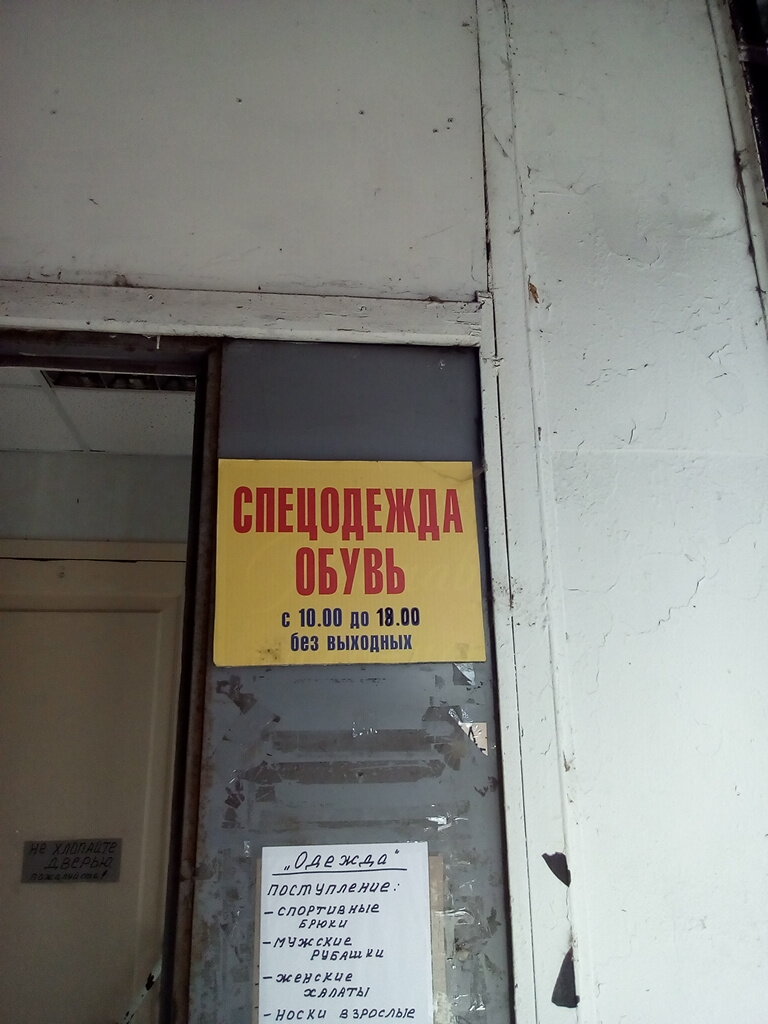 СПЕЦОДЕЖДА
ОБУВЬ
с 10.00 до 18.00
без выходных
не хлопайте
дверью
пожалуйста!
„Одежда“
поступление:
- спортивные
брюки
- мужские
рубашки
- женские
халаты
- носки взрослые